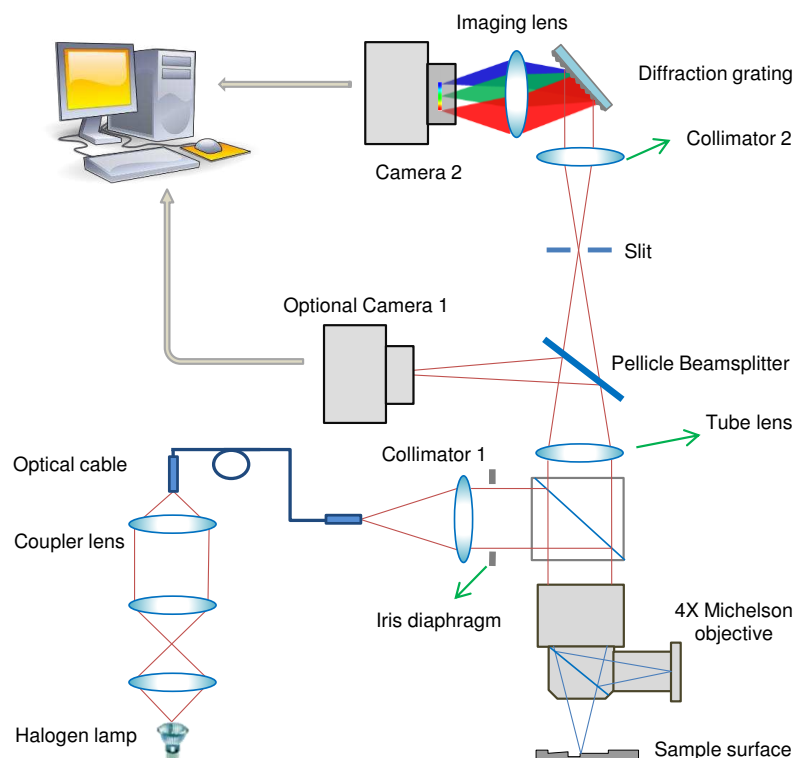 Imaging lens
Diffraction grating
Collimator 2
Camera 2
Slit
Optional Camera 1
Pellicle Beamsplitter
Tube lens
Collimator 1
Optical cable
Coupler lens
Iris diaphragm
4X Michelson
objective
Halogen lamp
Sample surface